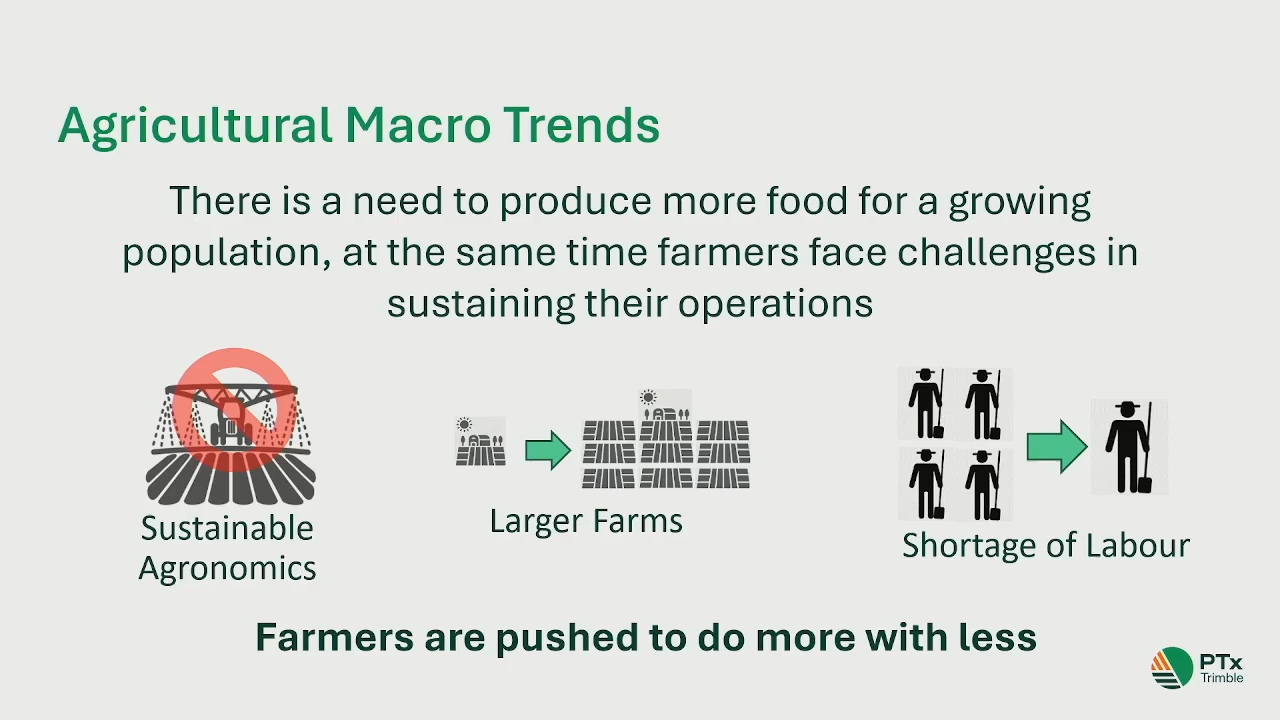 Agricultural Macro Trends
There is a need to produce more food for a growing
population, at the same time farmers face challenges in
sustaining their operations
Sustainable
Agronomics
Larger Farms
Shortage of Labour
Farmers are pushed to do more with less
PTx
Trimble